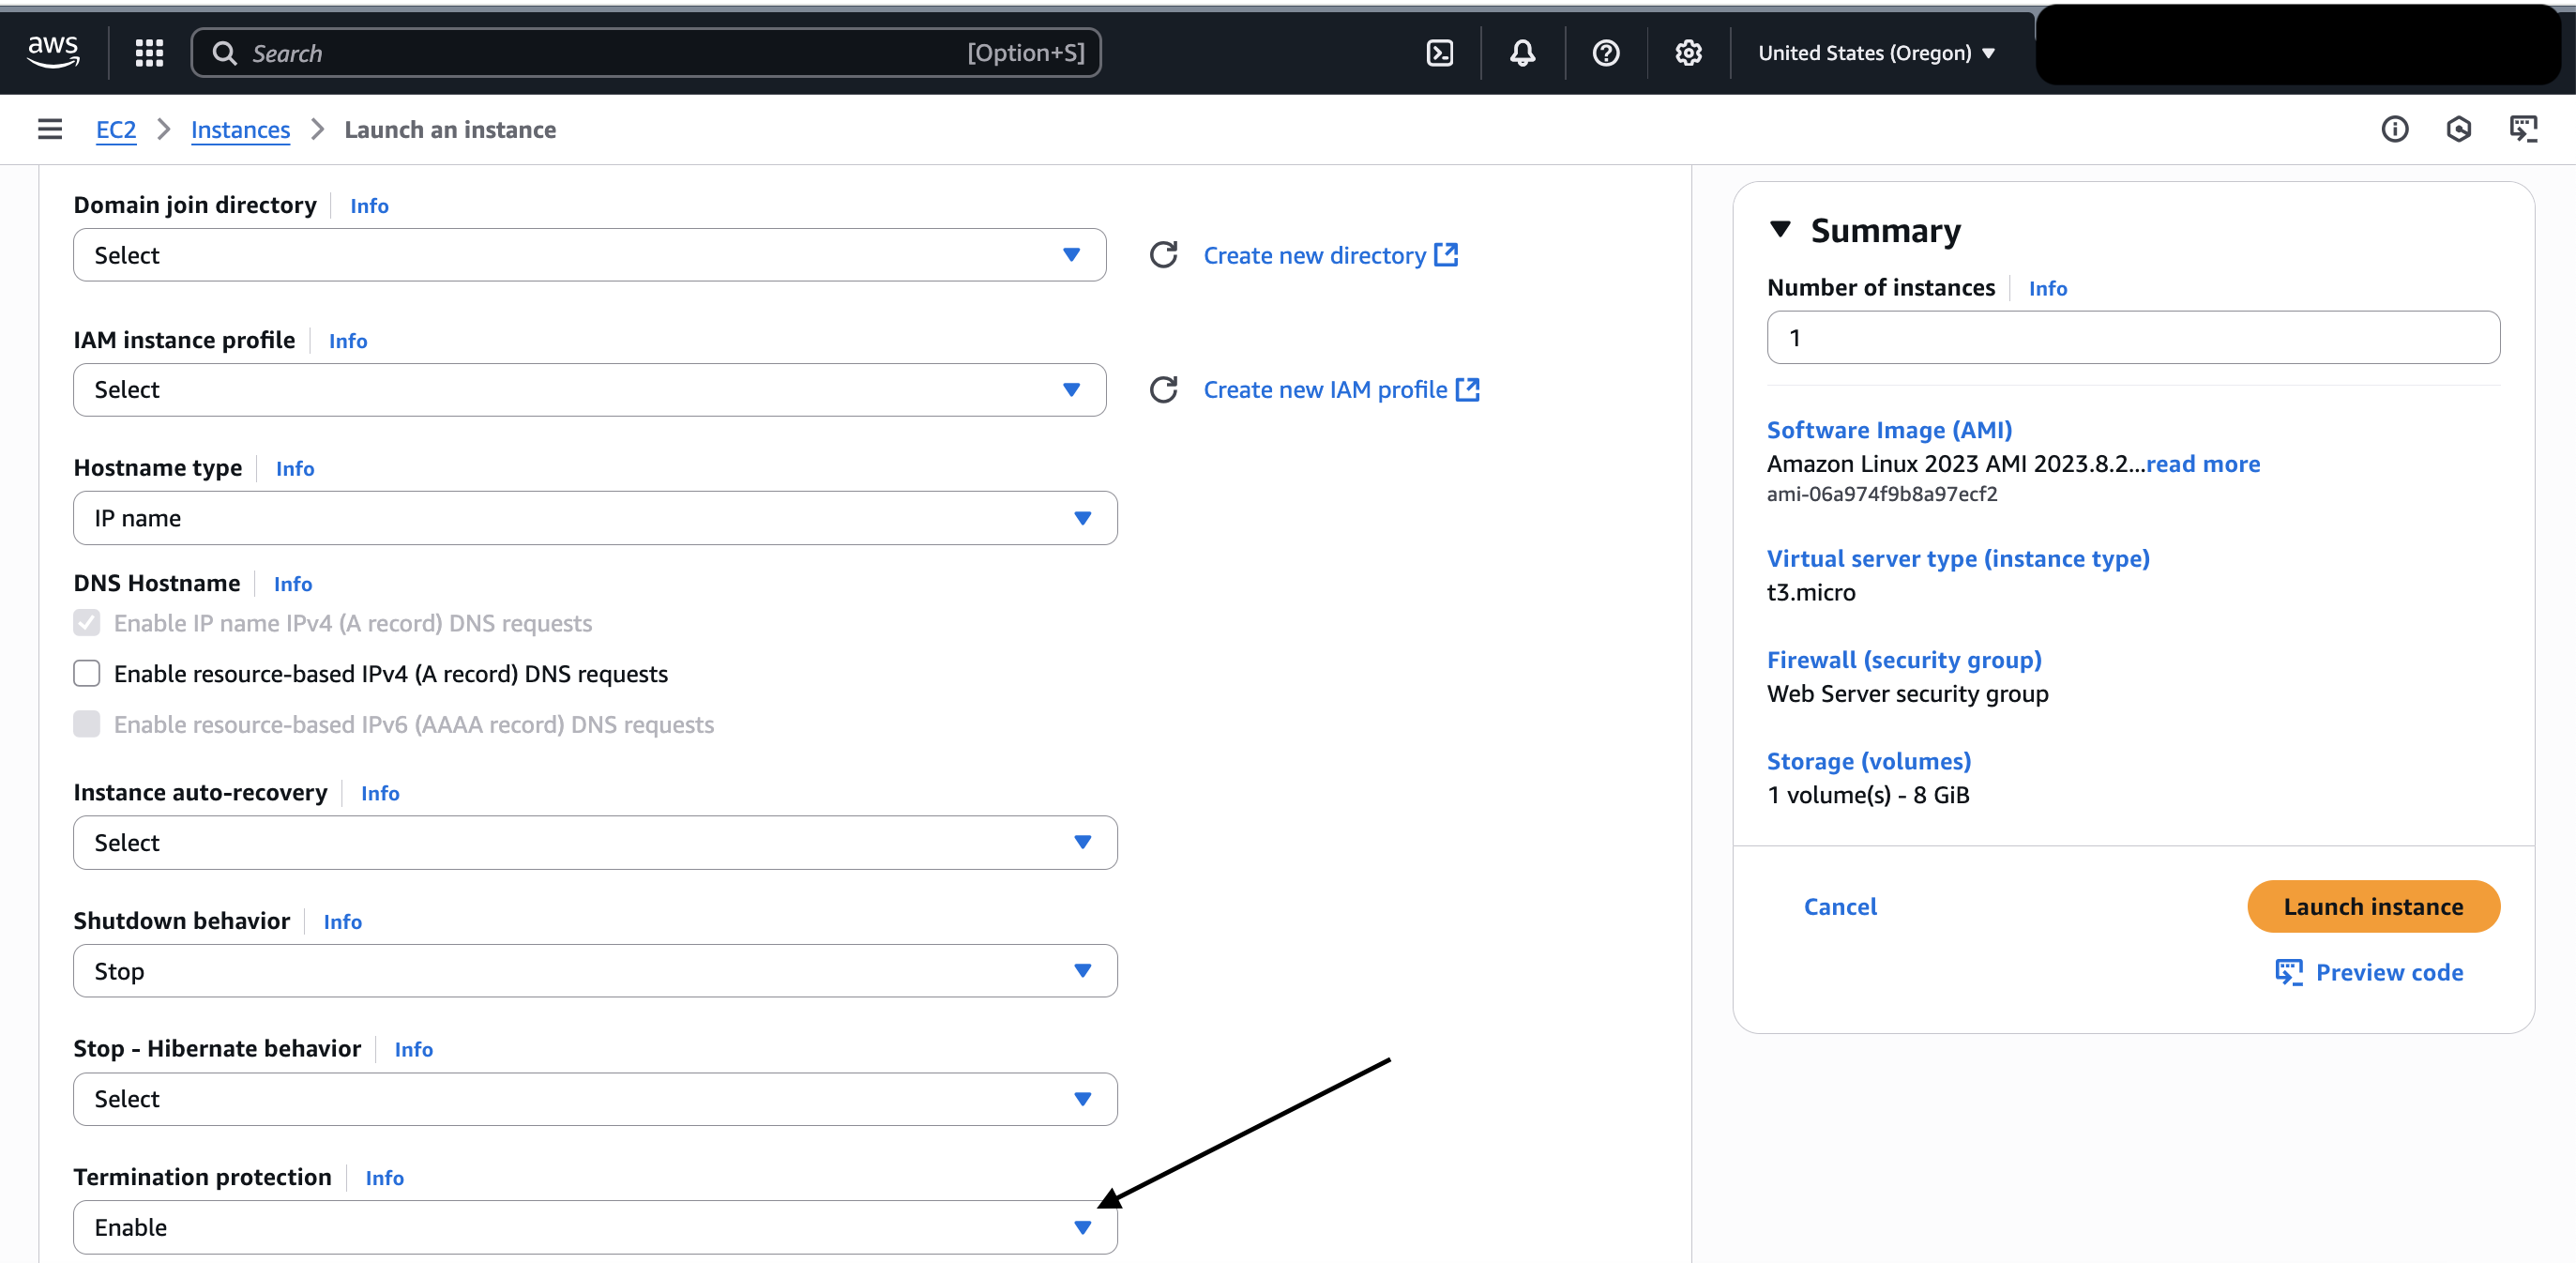 aws
Search
[Option+S]
United States (Oregon)
EC2
Instances
Launch an instance
Domain join directory
Info
Select
Create new directory
IAM instance profile
Info
Select
Create new IAM profile
Hostname type
Info
IP name
DNS Hostname
Info
Enable IP name IPv4 (A record) DNS requests
Enable resource-based IPv4 (A record) DNS requests
Enable resource-based IPv6 (AAAA record) DNS requests
Instance auto-recovery
Info
Select
Shutdown behavior
Info
Stop
Stop - Hibernate behavior
Info
Select
Termination protection
Info
Enable
Summary
Number of instances
Info
1
Software Image (AMI)
Amazon Linux 2023 AMI 2023.8.2...read more
ami-06a974f9b8a97ecf2
Virtual server type (instance type)
t3.micro
Firewall (security group)
Web Server security group
Storage (volumes)
1 volume(s) - 8 GiB
Cancel
Launch instance
Preview code